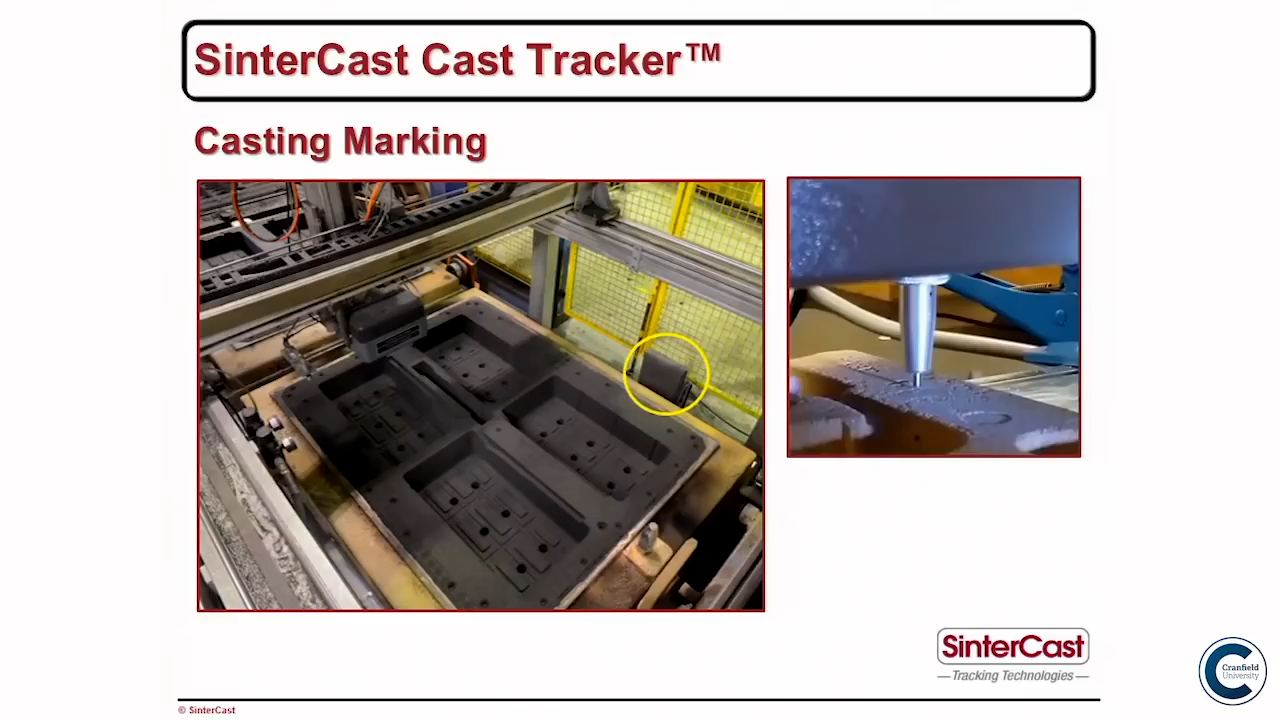 SinterCast Cast Tracker™
Casting Marking
SinterCast
Tracking Technologies
Cranfield
University
© SinterCast